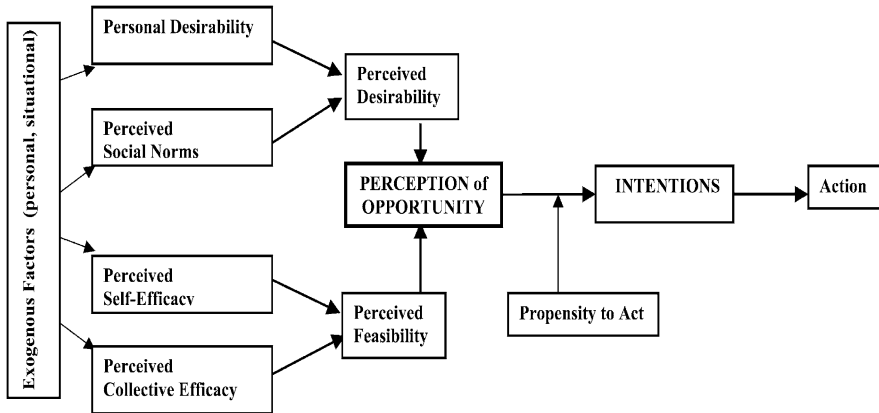 Exogenous Factors (personal, situational)
Personal Desirability
Perceived
Social Norms
Perceived
Self-Efficacy
Perceived
Collective Efficacy
Perceived
Desirability
Perceived
Feasibility
PERCEPTION of
OPPORTUNITY
Propensity to Act
INTENTIONS
Action